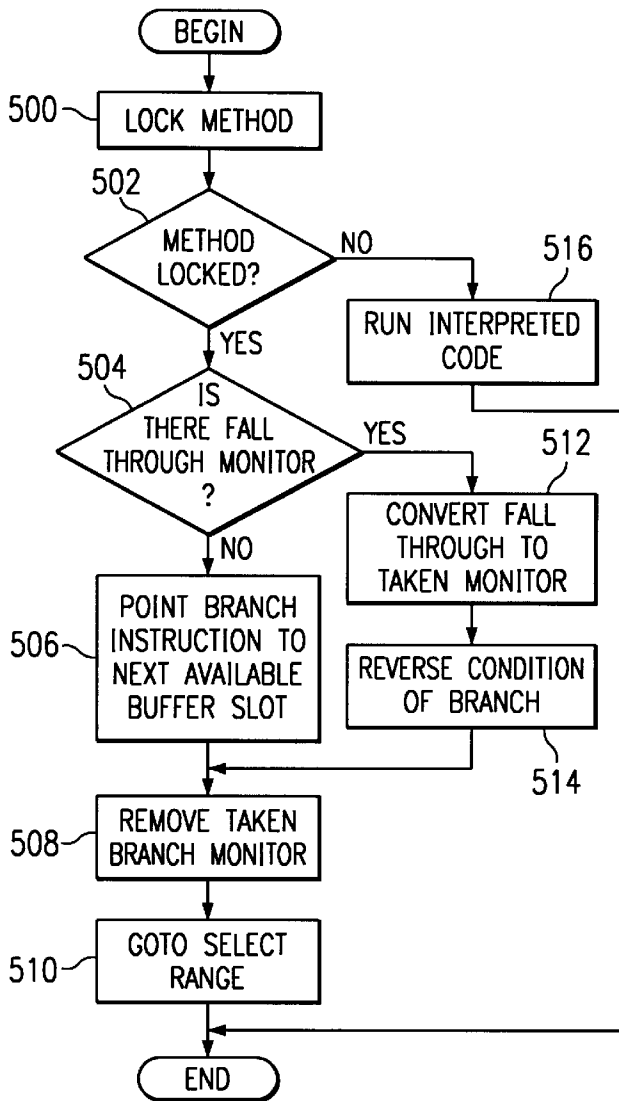 BEGIN
500
LOCK METHOD
502
METHOD
LOCKED?
NO
516
RUN INTERPRETED
CODE
YES
504
IS
THERE FALL
THROUGH MONITOR
?
YES
512
CONVERT FALL
THROUGH TO
TAKEN MONITOR
NO
506
POINT BRANCH
INSTRUCTION TO
NEXT AVAILABLE
BUFFER SLOT
REVERSE CONDITION
OF BRANCH
514
508
REMOVE TAKEN
BRANCH MONITOR
510
GOTO SELECT
RANGE
END